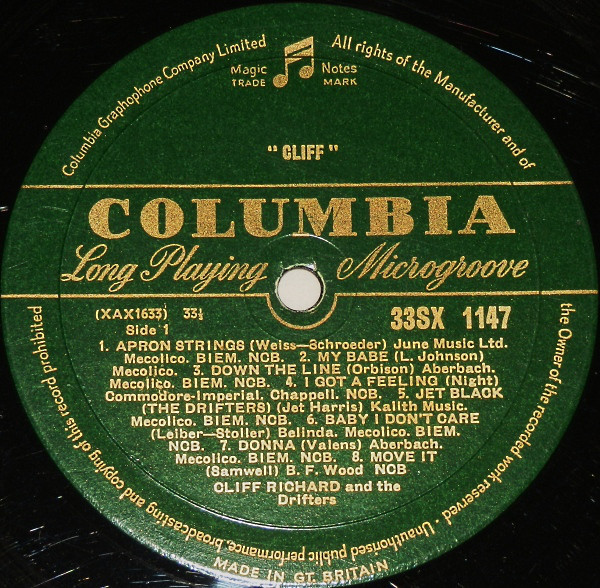 Columbia Graphophone Company Limited
All rights of the Manufacturer and of
the Owner of the recorded work reserved - Unauthorised public performance, broadcasting and copying of this record prohibited
Magic Notes
TRADE MARK
"CLIFF"
COLUMBIA
Long Playing Microgroove
(XAX1633) 33⅓
Side 1
33SX 1147
1. APRON STRINGS (Weiss—Schroeder) June Music Ltd.
Mecolico. BIEM. NCB. 2. MY BABE (L. Johnson)
Mecolico. 3. DOWN THE LINE (Orbison) Aberbach.
Mecolico. BIEM. NCB. 4. I GOT A FEELING (Night)
Commodore-Imperial. Chappell. NCB. 5. JET BLACK
(THE DRIFTERS) (Jet Harris) Kalith Music.
Mecolico. BIEM. NCB. 6. BABY I DON'T CARE
(Leiber—Stoller) Belinda. Mecolico. BIEM.
NCB. 7. DONNA (Valens) Aberbach.
Mecolico. BIEM. NCB. 8. MOVE IT
(Samwell) B. F. Wood NCB
CLIFF RICHARD and the
Drifters
MADE IN GT. BRITAIN